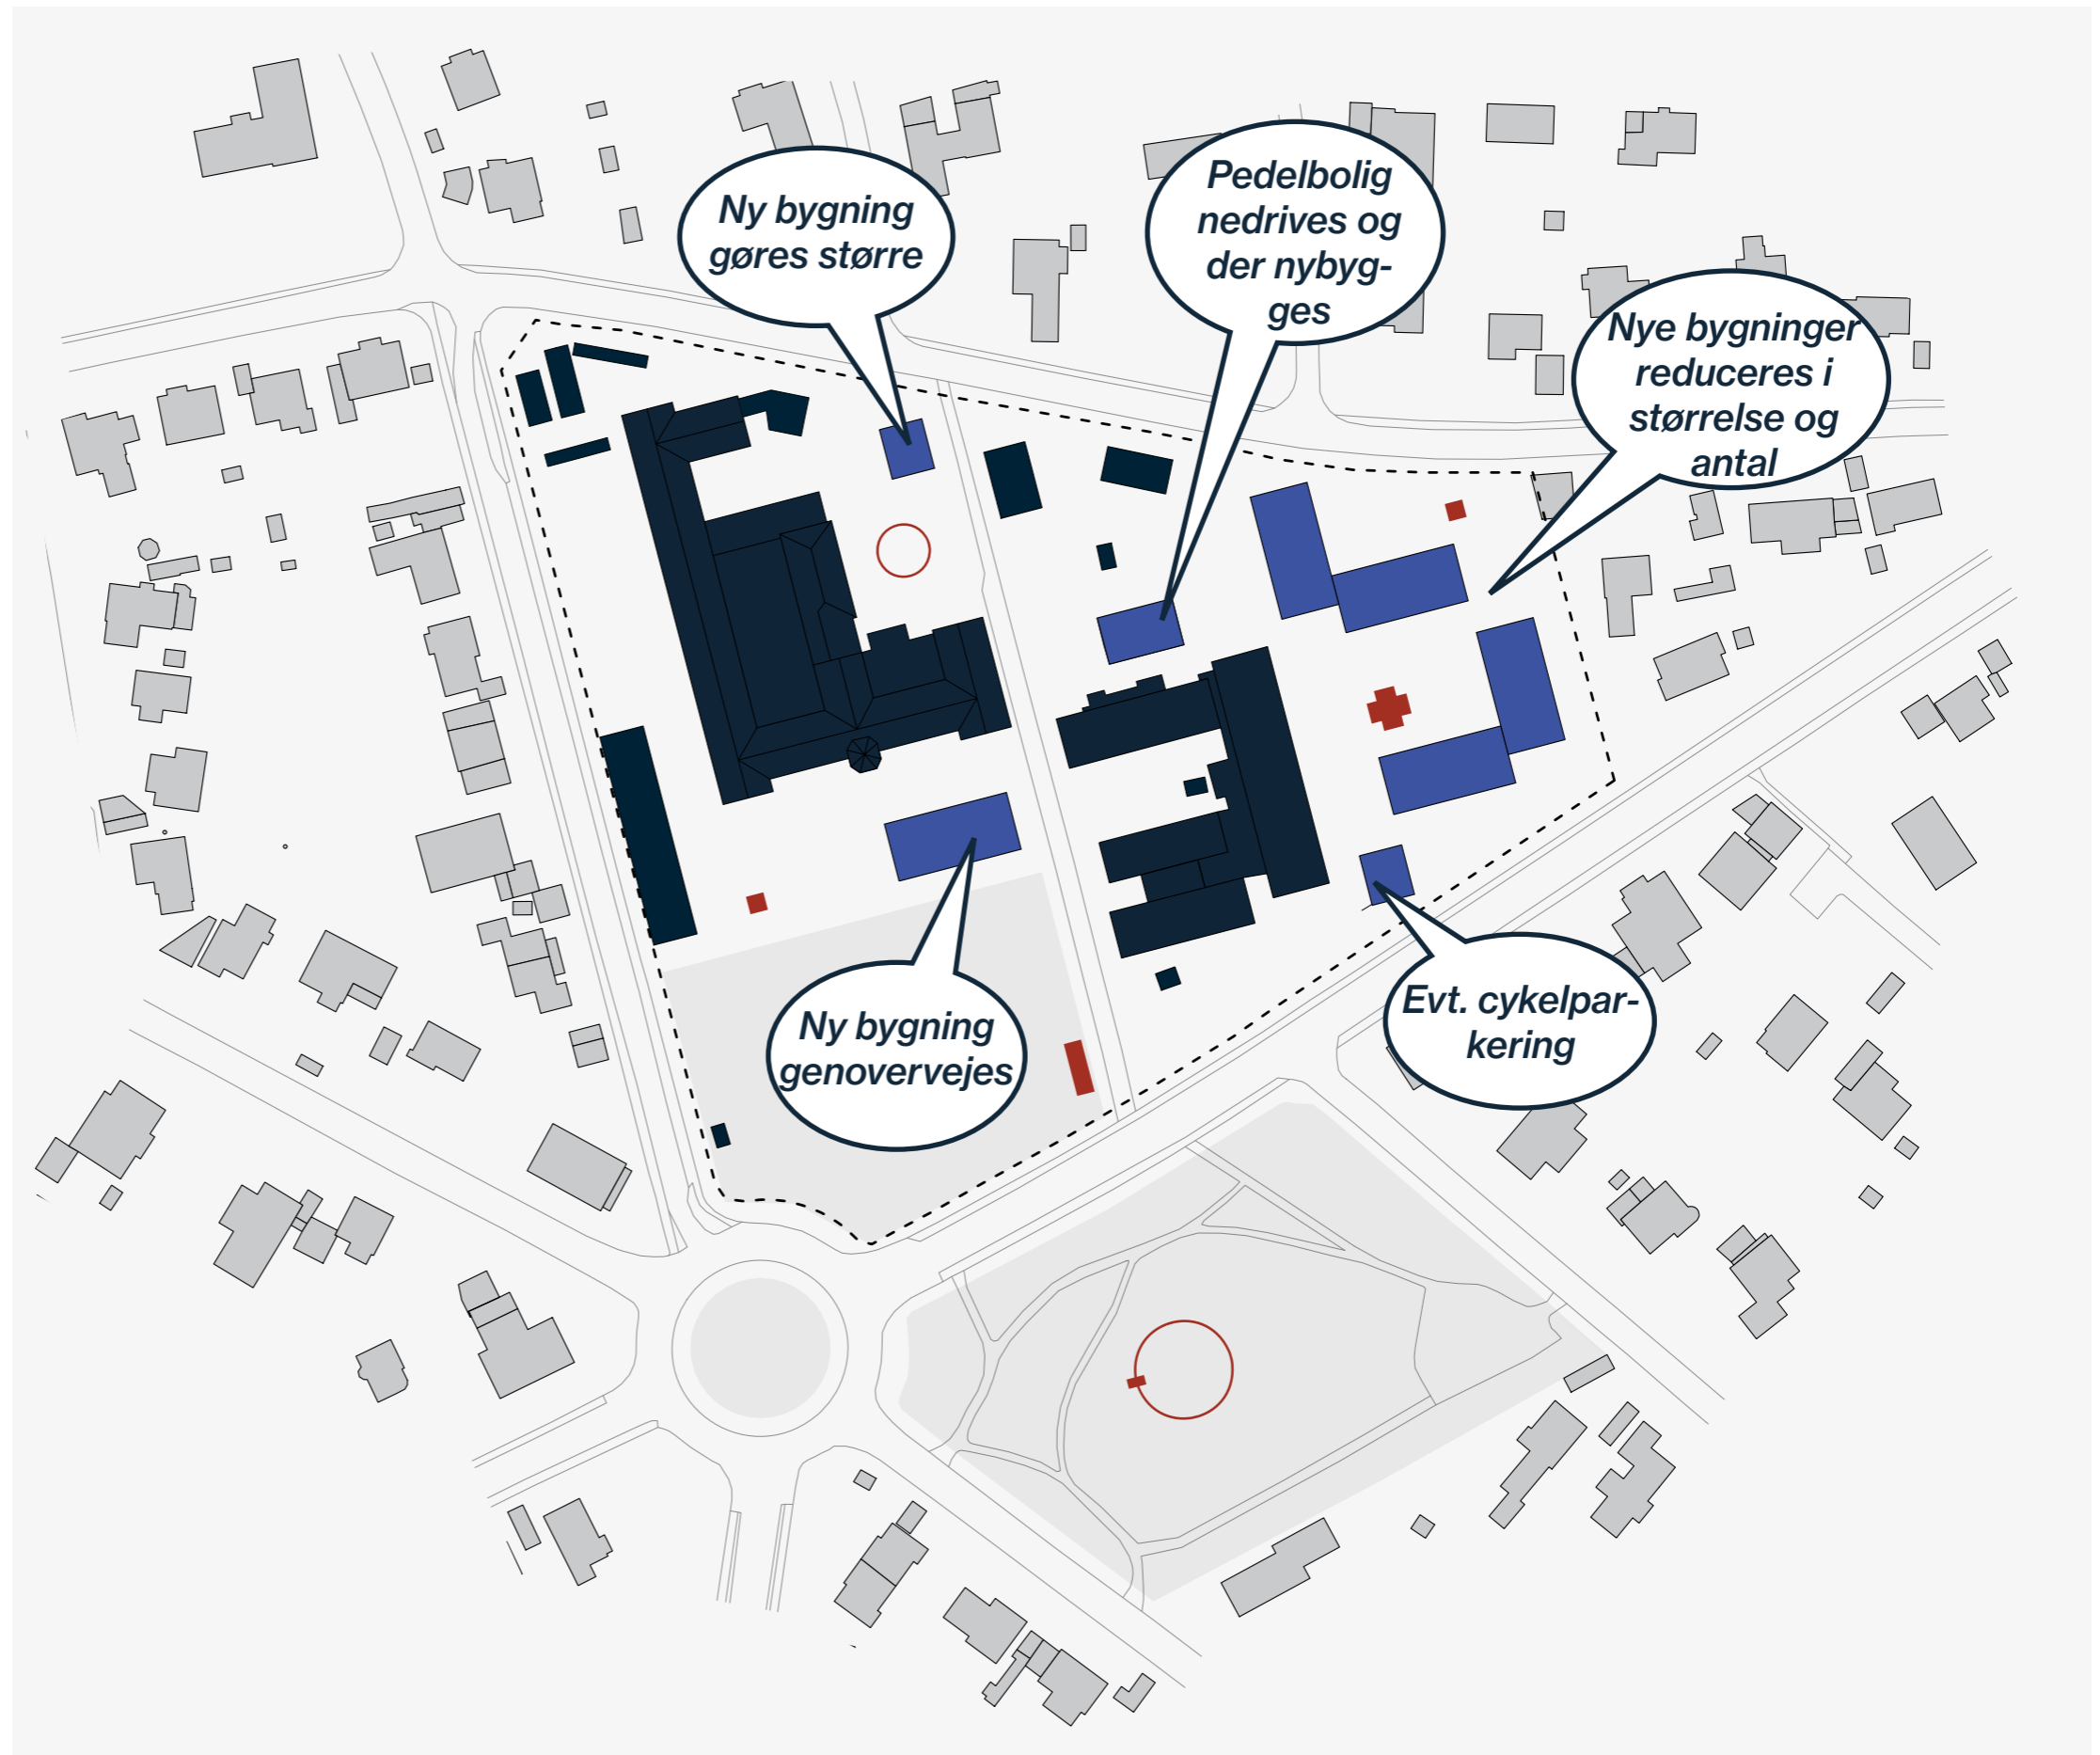 Ny bygning
gøres større
Pedelbolig
nedrives og
der nybyg-
ges
Nye bygninger
reduceres i
størrelse og
antal
Ny bygning
genovervejes
Evt. cykelpar-
kering